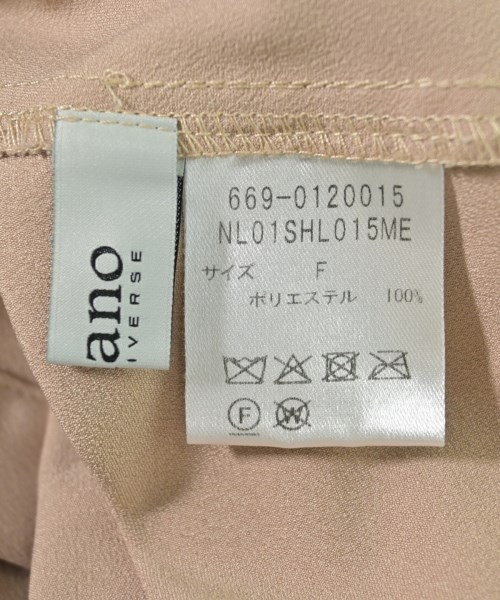 ano
IVERSE
669-0120015
NL01SHL015ME
サイズ F
ポリエステル 100%
F
W